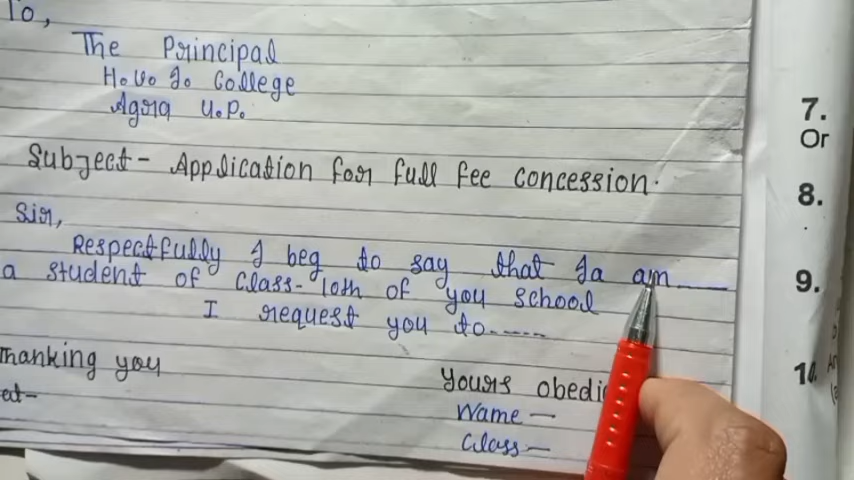 To,
The Principal
H.V.I. College
Agra U.P.
Subject- Application for full fee concession.
Sir,
Respectfully I beg to say that Ia am
a student of class-10th of you school
I request you to......
Thanking you
Yours
Name -
Class -
7.
Or
8.
9.
10.